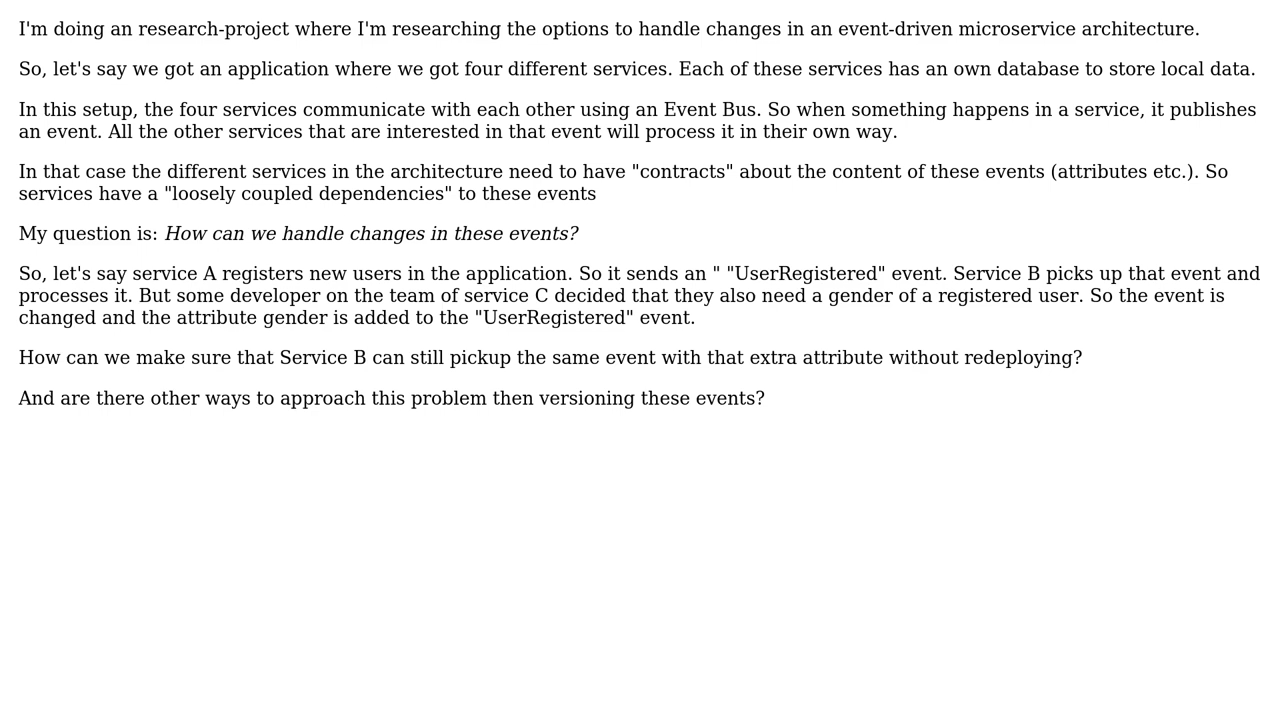 I'm doing an research-project where I'm researching the options to handle changes in an event-driven microservice architecture.
So, let's say we got an application where we got four different services. Each of these services has an own database to store local data.
In this setup, the four services communicate with each other using an Event Bus. So when something happens in a service, it publishes
an event. All the other services that are interested in that event will process it in their own way.
In that case the different services in the architecture need to have "contracts" about the content of these events (attributes etc.). So
services have a "loosely coupled dependencies" to these events
My question is: How can we handle changes in these events?
So, let's say service A registers new users in the application. So it sends an " "UserRegistered" event. Service B picks up that event and
processes it. But some developer on the team of service C decided that they also need a gender of a registered user. So the event is
changed and the attribute gender is added to the "UserRegistered" event.
How can we make sure that Service B can still pickup the same event with that extra attribute without redeploying?
And are there other ways to approach this problem then versioning these events?